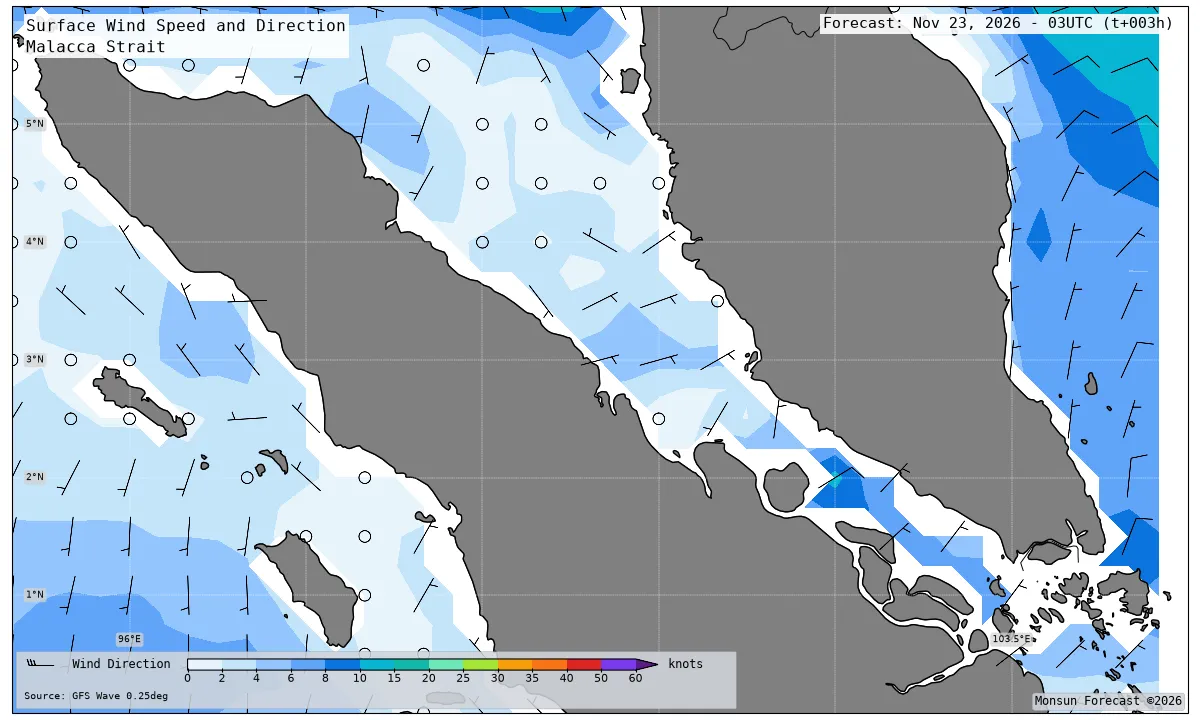 Surface Wind Speed and Direction
Malacca Strait
Forecast: Nov 23, 2026 - 03UTC (t+003h)
5°N
4°N
3°N
2°N
1°N
96°E
103.5°E
Wind Direction
knots
0 2 4 6 8 10 15 20 25 30 35 40 50 60
Source: GFS Wave 0.25deg
Monsun Forecast ©2026